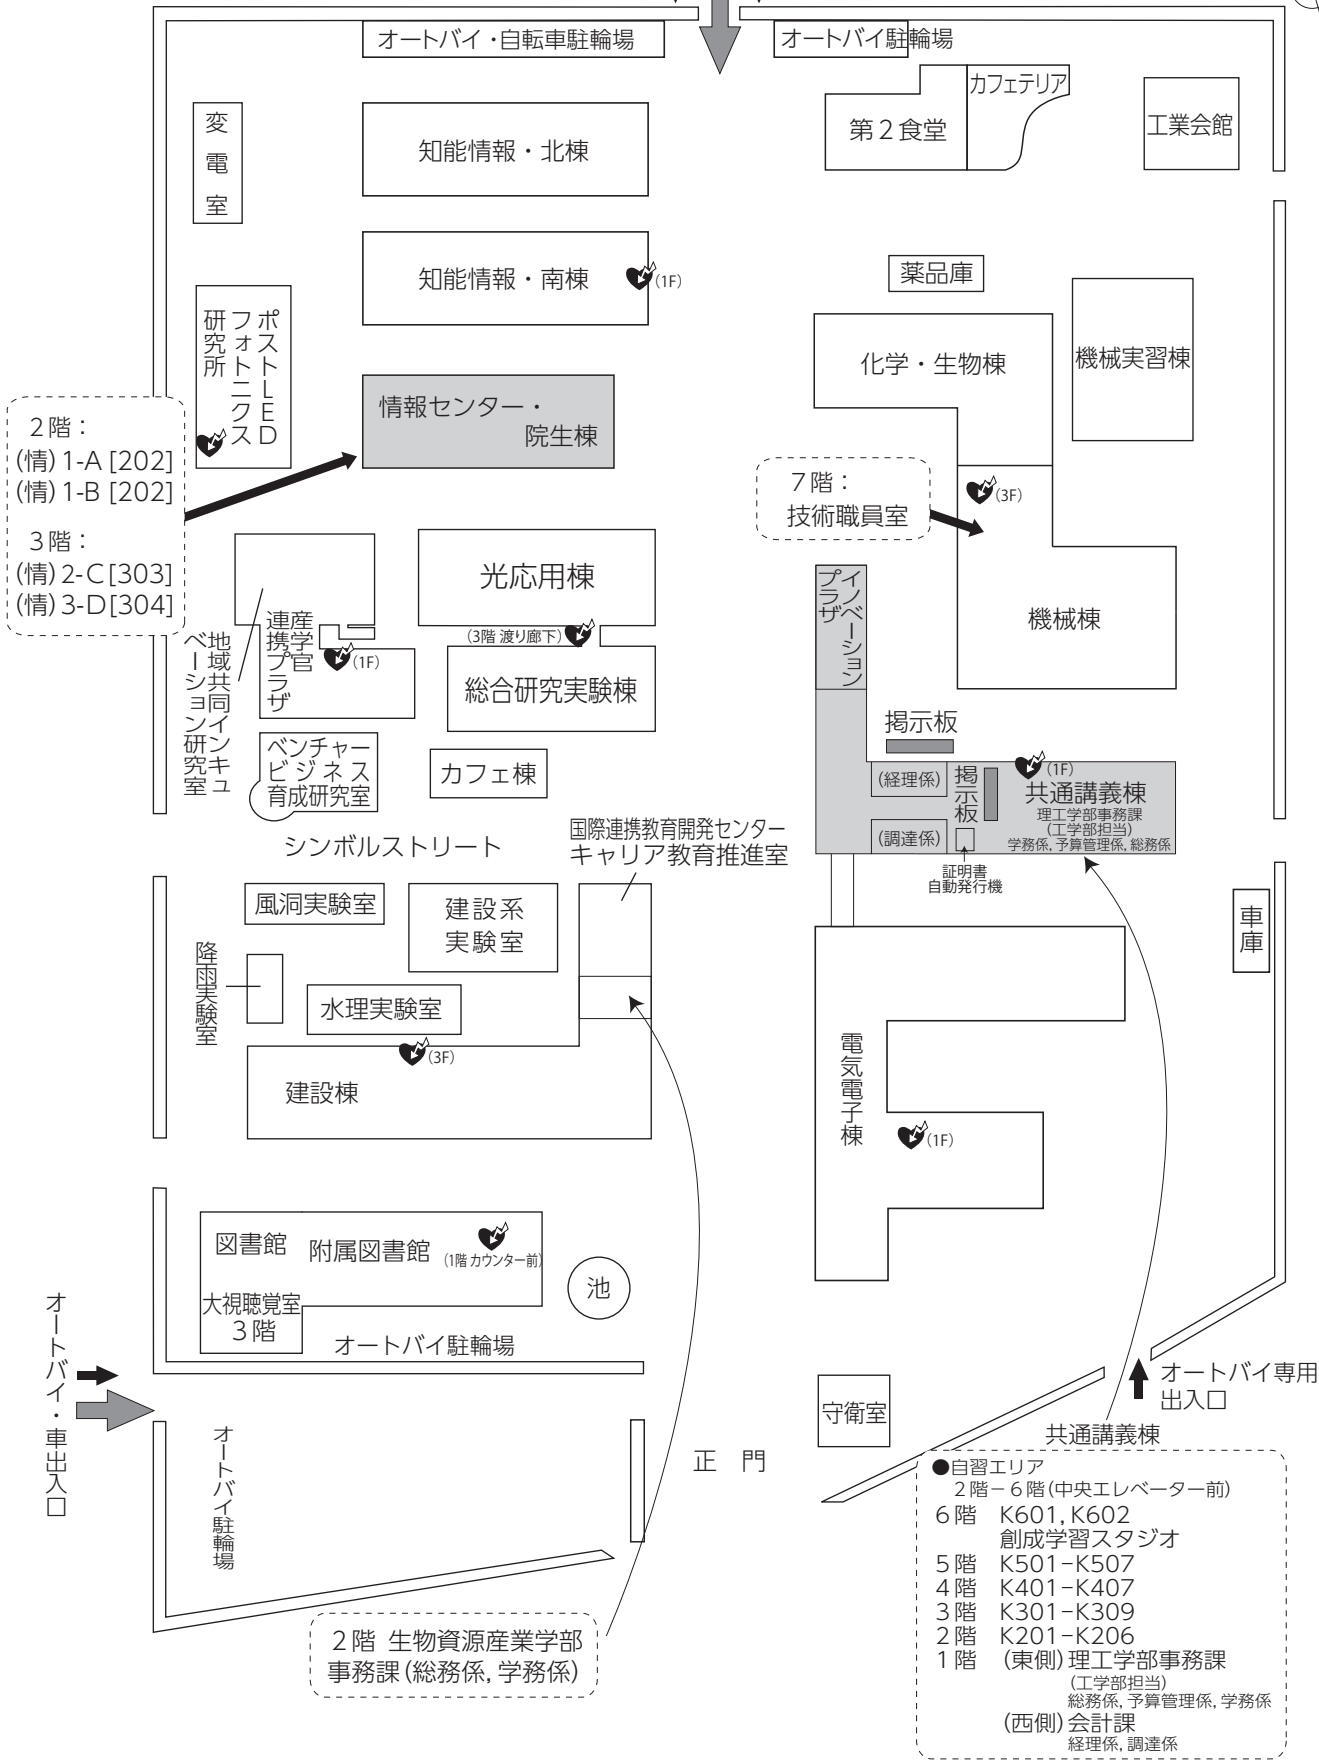 オートバイ・自転車駐輪場
オートバイ駐輪場
変電室
知能情報・北棟
第2食堂
カフェテリア
工業会館
知能情報・南棟
(1F)
薬品庫
ポストLED
フォトニクス
研究所
化学・生物棟
機械実習棟
情報センター・
院生棟
2階:
(情)1-A [202]
(情)1-B [202]
3階:
(情)2-C[303]
(情)3-D[304]
7階:
技術職員室
(3F)
光応用棟
イノベーション
プラザ
機械棟
(3階 渡り廊下)
産学官
連携プラザ
(1F)
地域共同インキュ
ベーション研究室
総合研究実験棟
掲示板
ベンチャー
ビジネス
育成研究室
カフェ棟
(経理係)
掲示板
(1F)
共通講義棟
理工学部事務課
(工学部担当)
学務係, 予算管理係, 総務係
(調達係)
証明書
自動発行機
シンボルストリート
国際連携教育開発センター
キャリア教育推進室
風洞実験室
建設系
実験室
車庫
降雨実験室
水理実験室
(3F)
建設棟
電気電子棟
(1F)
図書館
附属図書館
(1階 カウンター前)
大視聴覚室
3階
池
オートバイ駐輪場
オートバイ・車出入口
オートバイ専用
出入口
守衛室
オートバイ駐輪場
正 門
共通講義棟
●自習エリア
2階－6階(中央エレベーター前)
6階 K601, K602
創成学習スタジオ
5階 K501-K507
4階 K401-K407
3階 K301-K309
2階 K201-K206
1階 (東側)理工学部事務課
(工学部担当)
総務係, 予算管理係, 学務係
(西側)会計課
経理係, 調達係
2階 生物資源産業学部
事務課(総務係, 学務係)